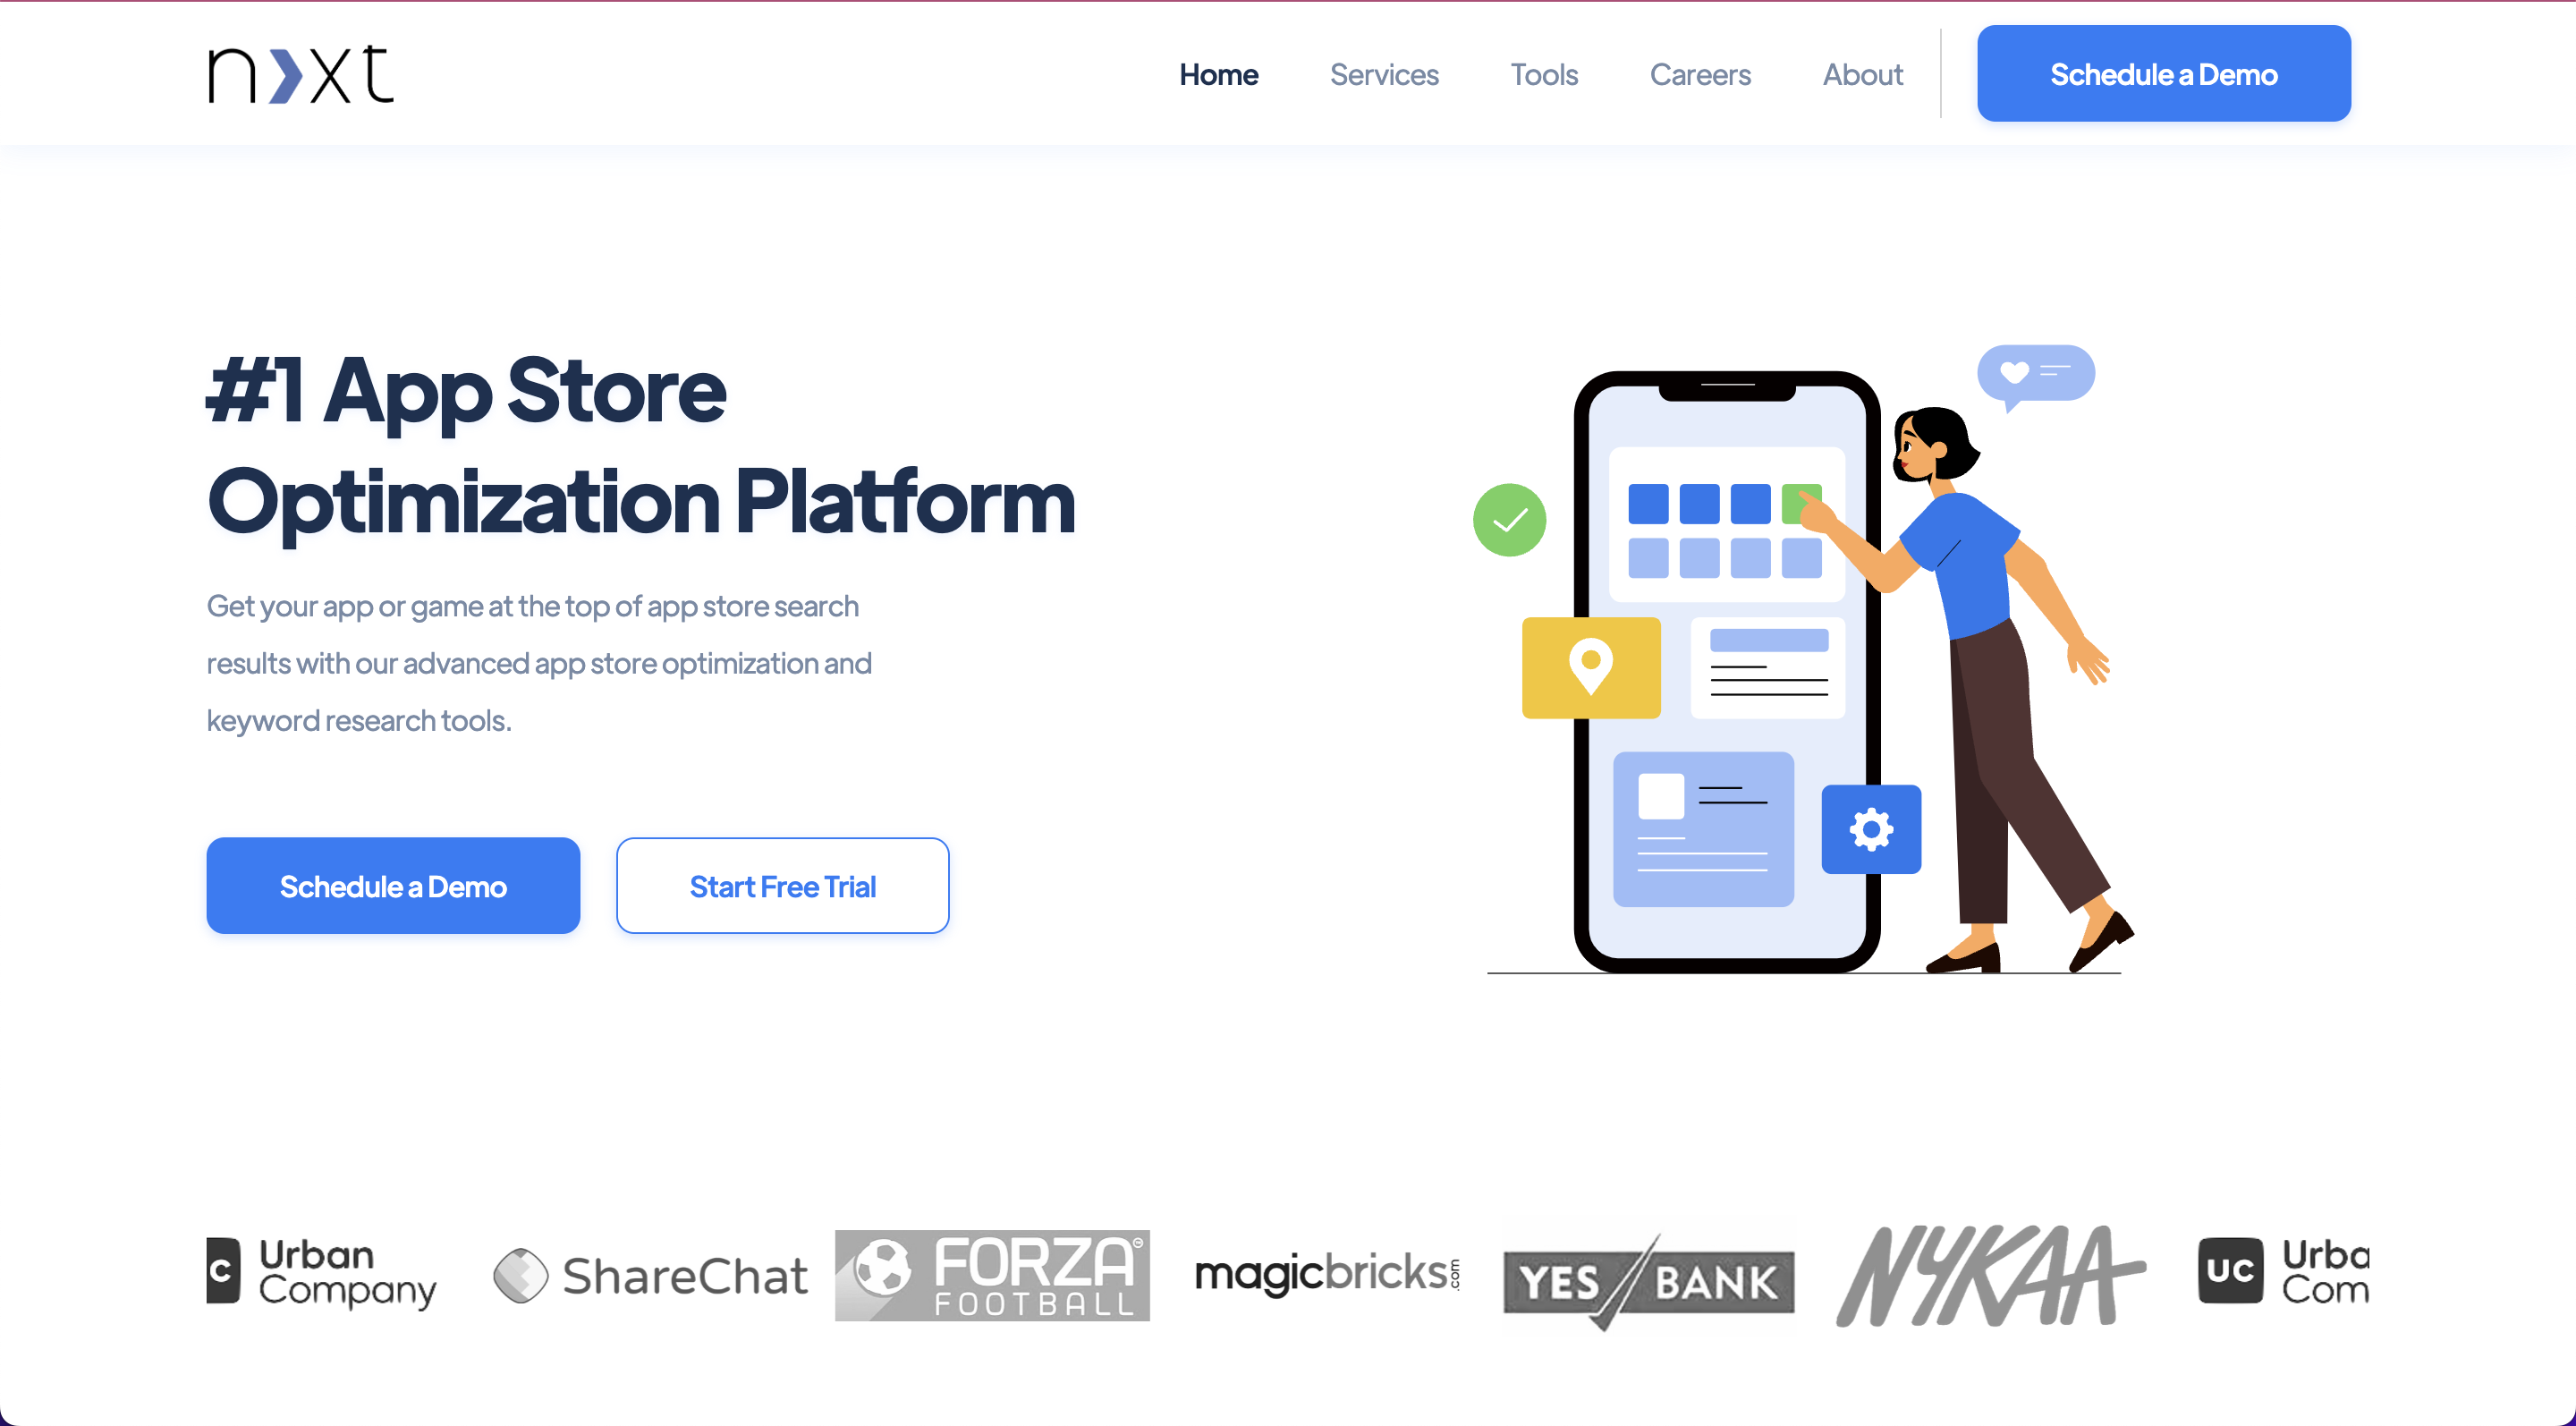 n›xt
Home Services Tools Careers About Schedule a Demo
#1 App Store
Optimization Platform
Get your app or game at the top of app store search
results with our advanced app store optimization and
keyword research tools.
Schedule a Demo Start Free Trial
C Urban
Company
ShareChat
FORZA
FOOTBALL
magicbricks.com
YES BANK
NYKAA
UC Urba
Com